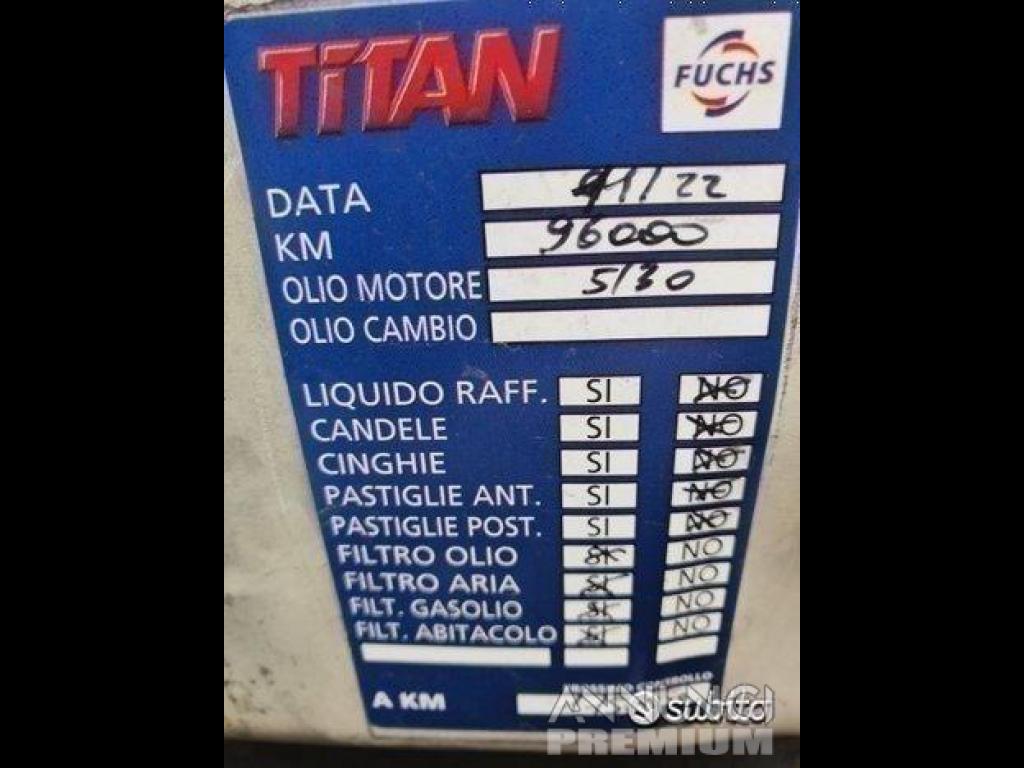 TiTAN
FUCHS
DATA 11/22
KM 96000
OLIO MOTORE 5/30
OLIO CAMBIO
LIQUIDO RAFF. SI NO
CANDELE SI NO
CINGHIE SI NO
PASTIGLIE ANT. SI NO
PASTIGLIE POST. SI NO
FILTRO OLIO SI NO
FILTRO ARIA SI NO
FILT. GASOLIO SI NO
FILT. ABITACOLO SI NO
A KM
subito
PREMIUM